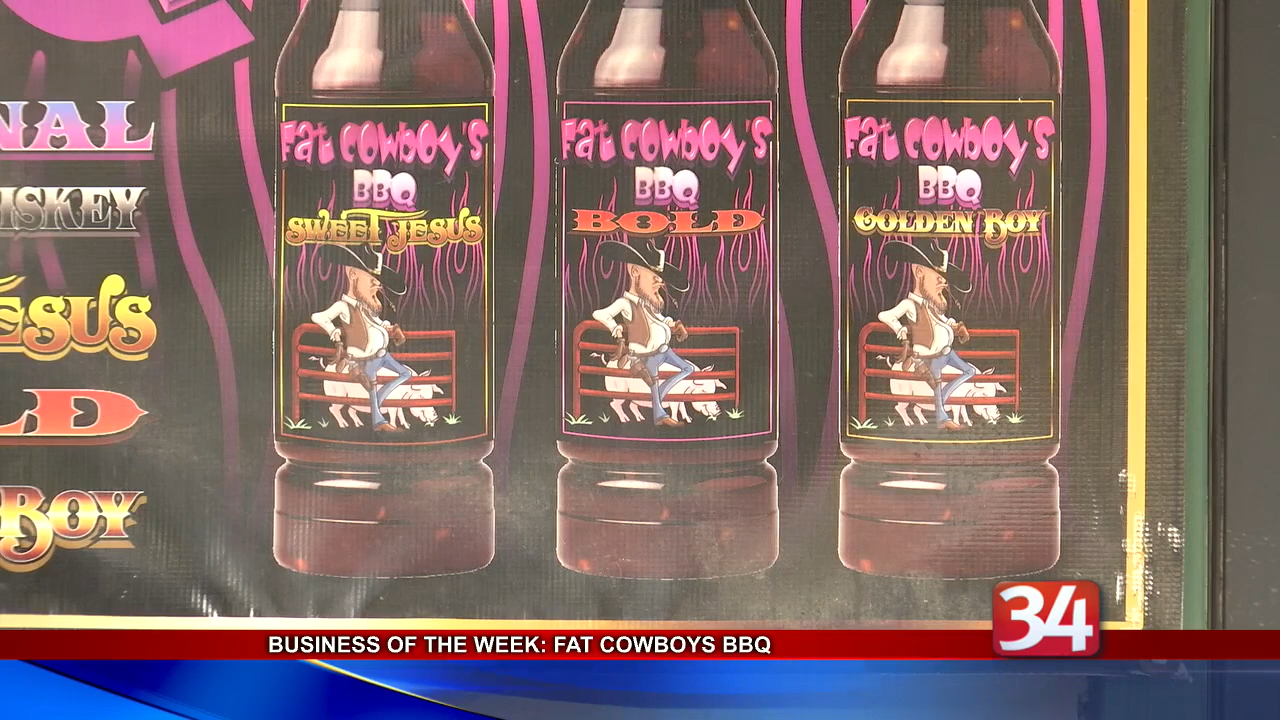 NAL
ISKEY
ESUS
LD
BOY
Fat COWBOY'S
BBQ
SWEET JESUS
Fat COWBOY'S
BBQ
BOLD
Fat COWBOY'S
BBQ
GOLDEN BOY
34
BUSINESS OF THE WEEK: FAT COWBOYS BBQ